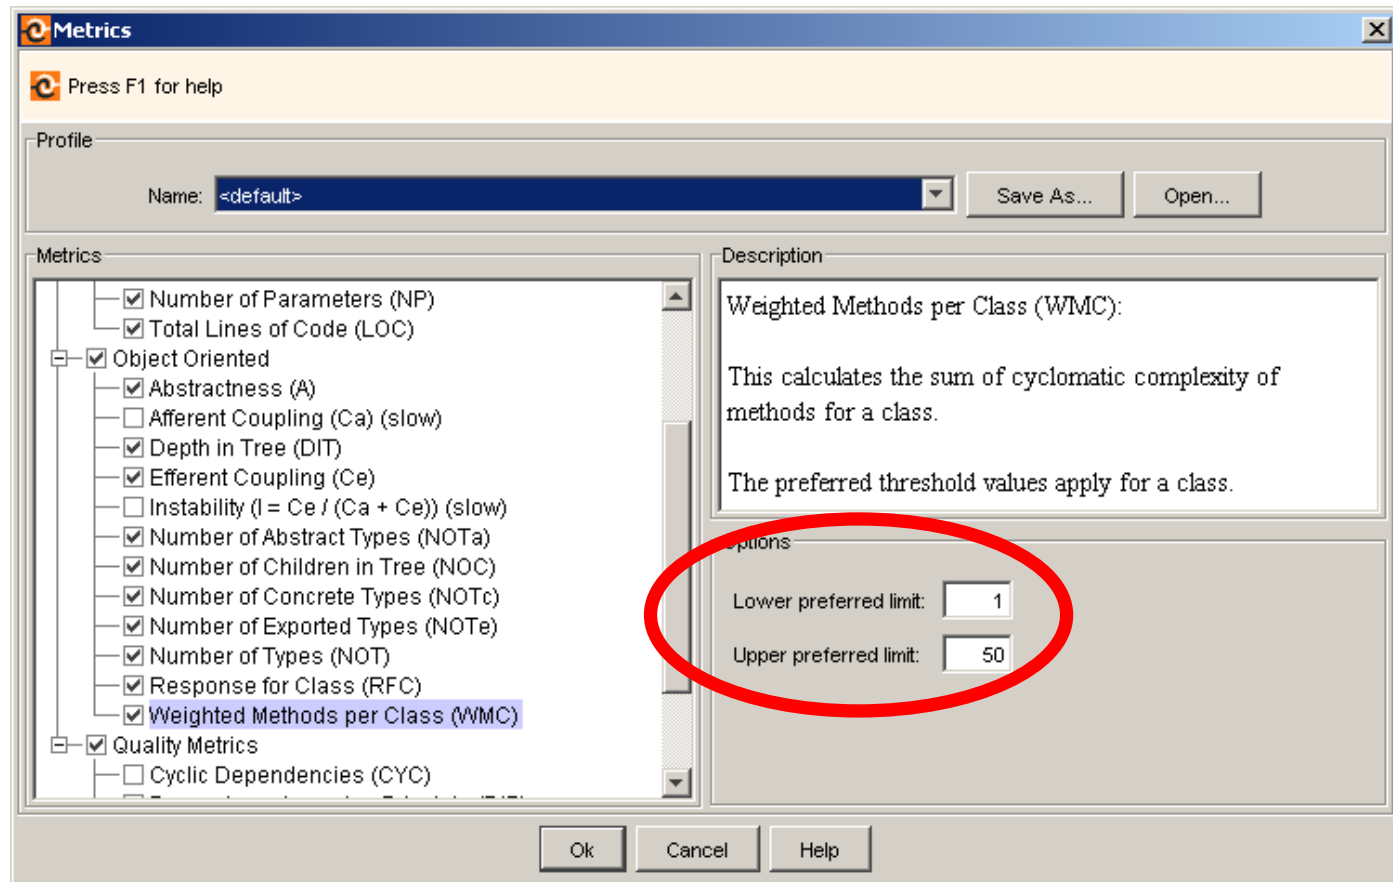 Metrics
Press F1 for help
Profile
Name: <default> Save As... Open...
Metrics
Number of Parameters (NP)
Total Lines of Code (LOC)
Object Oriented
Abstractness (A)
Afferent Coupling (Ca) (slow)
Depth in Tree (DIT)
Efferent Coupling (Ce)
Instability (I = Ce / (Ca + Ce)) (slow)
Number of Abstract Types (NOTa)
Number of Children in Tree (NOC)
Number of Concrete Types (NOTc)
Number of Exported Types (NOTe)
Number of Types (NOT)
Response for Class (RFC)
Weighted Methods per Class (WMC)
Quality Metrics
Cyclic Dependencies (CYC)
Description
Weighted Methods per Class (WMC):
This calculates the sum of cyclomatic complexity of
methods for a class.
The preferred threshold values apply for a class.
Options
Lower preferred limit: 1
Upper preferred limit: 50
Ok Cancel Help